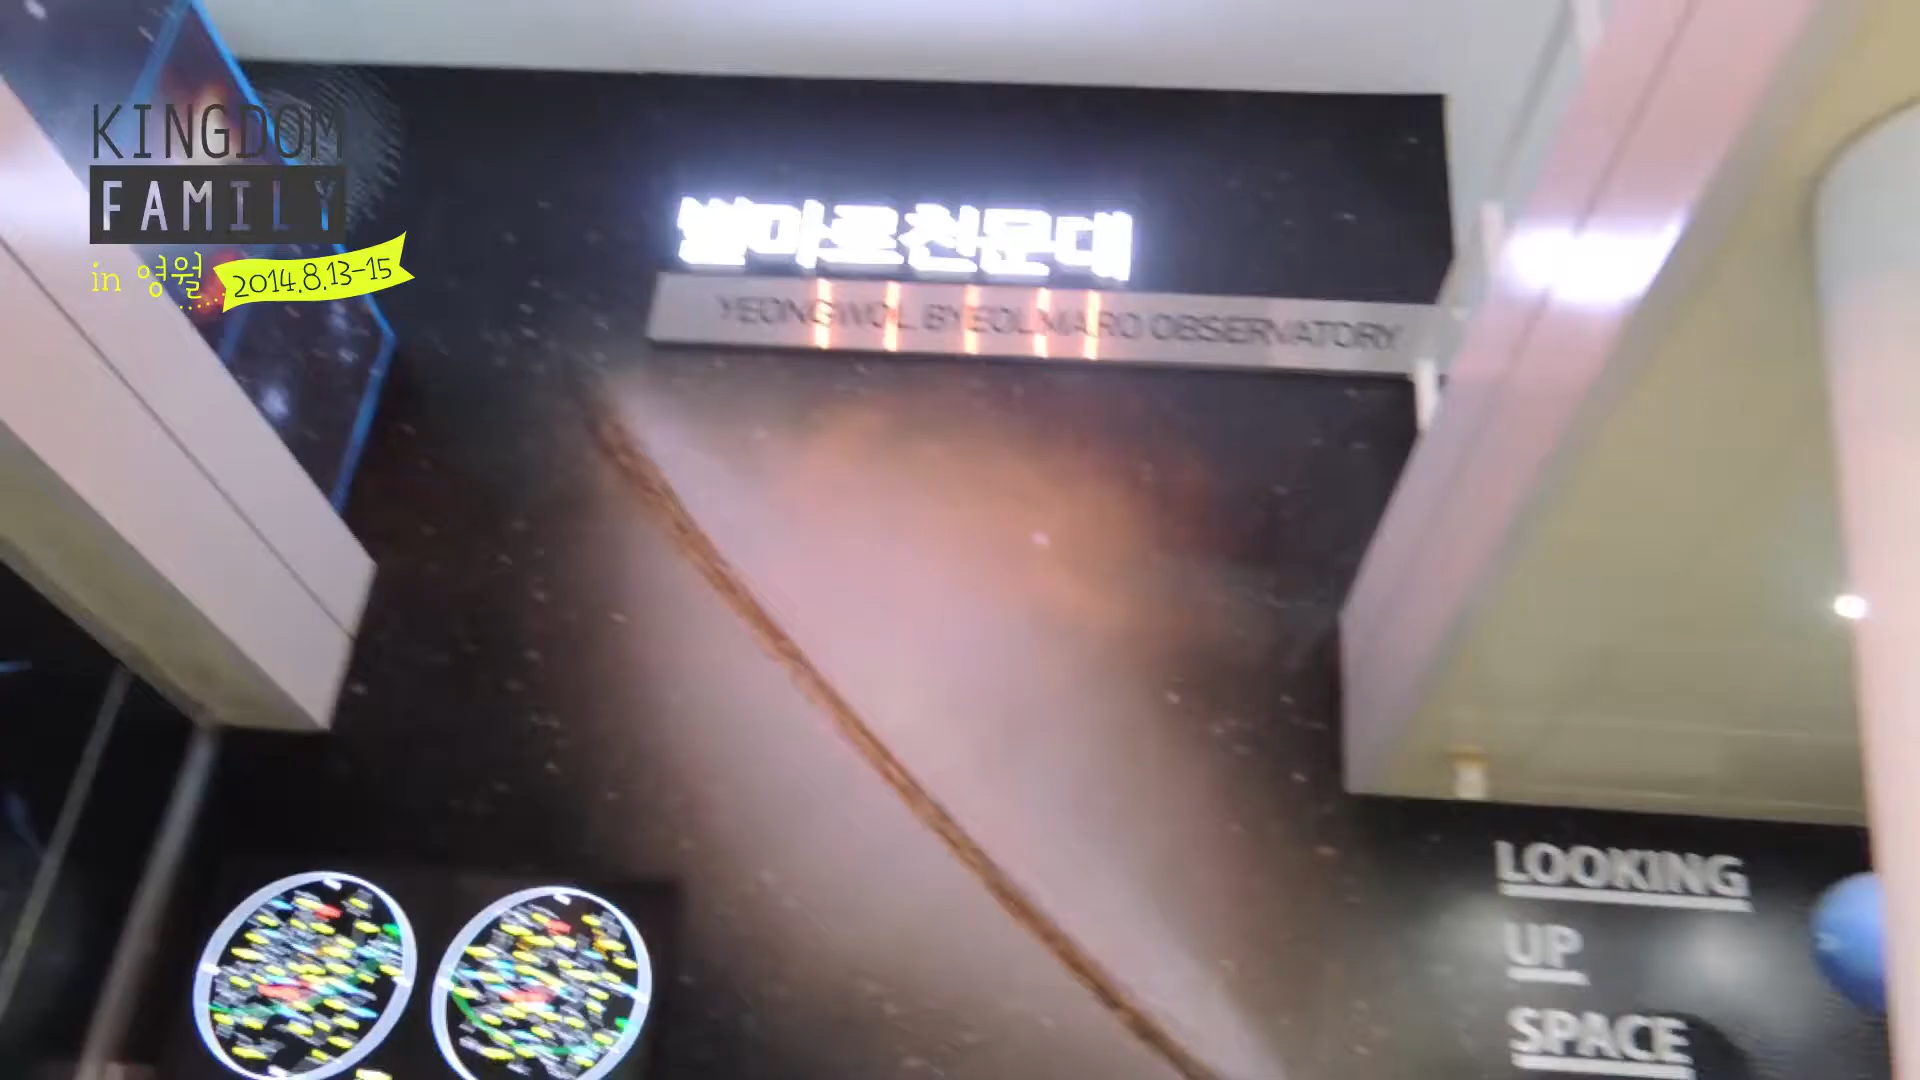 KINGDOM
FAMILY
in 영월 2014.8.13-15
별마로천문대
YEONGWOL BYEOLMARO OBSERVATORY
LOOKING
UP
SPACE